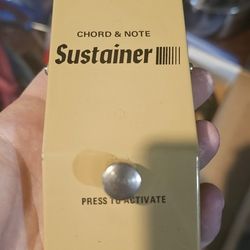 CHORD & NOTE
Sustainer
PRESS TO ACTIVATE